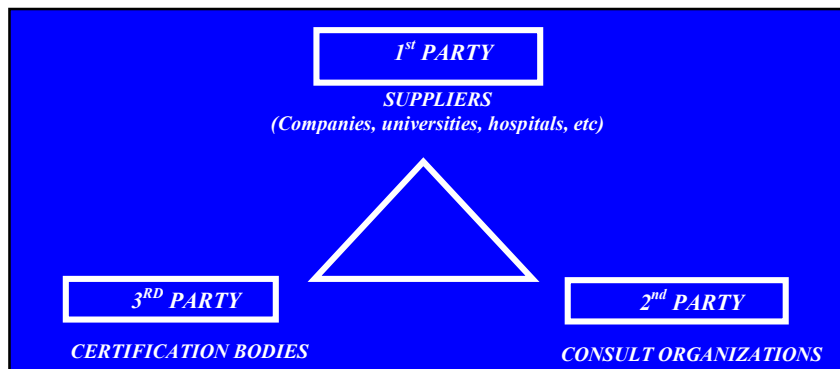 1st PARTY
SUPPLIERS
(Companies, universities, hospitals, etc)
3RD PARTY
2nd PARTY
CERTIFICATION BODIES
CONSULT ORGANIZATIONS